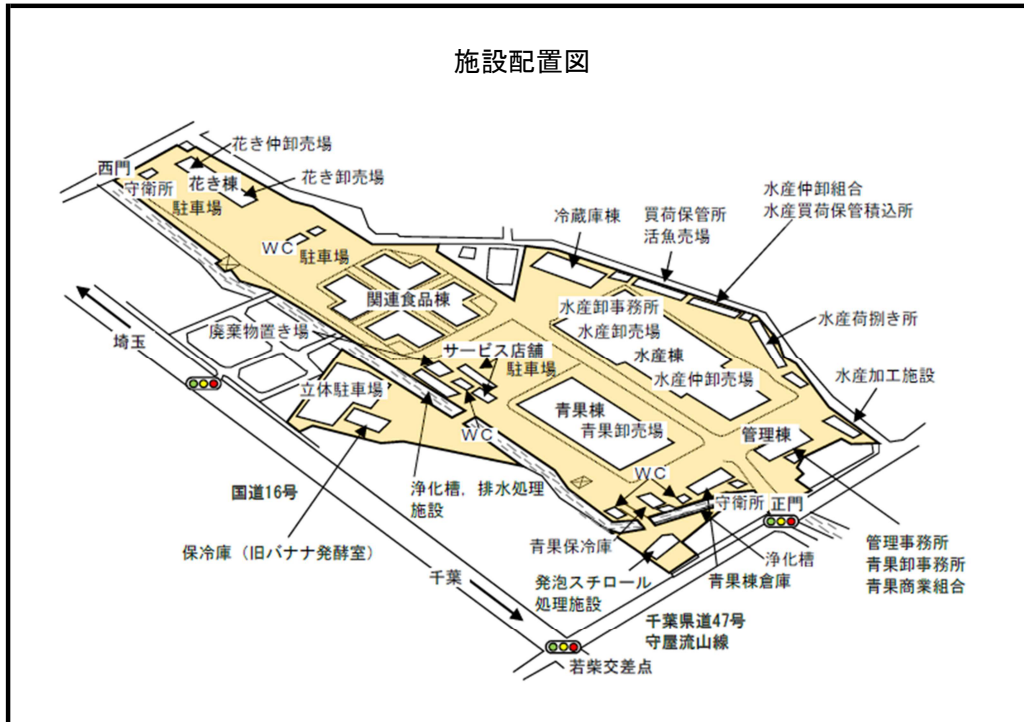 施設配置図
花き仲卸売場
西門
守衛所
花き棟
花き卸売場
駐車場
水産仲卸組合
水産買荷保管積込所
冷蔵庫棟
買荷保管所
活魚売場
WC
駐車場
関連食品棟
水産卸事務所
水産卸売場
水産荷捌き所
廃棄物置き場
埼玉
サービス店舗
駐車場
水産棟
水産仲卸売場
水産加工施設
立体駐車場
青果棟
青果卸売場
WC
管理棟
国道16号
浄化槽,排水処理
施設
WC
守衛所
正門
保冷庫(旧バナナ発酵室)
青果保冷庫
浄化槽
管理事務所
青果卸事務所
青果商業組合
千葉
発泡スチロール
処理施設
青果棟倉庫
千葉県道47号
守屋流山線
若柴交差点